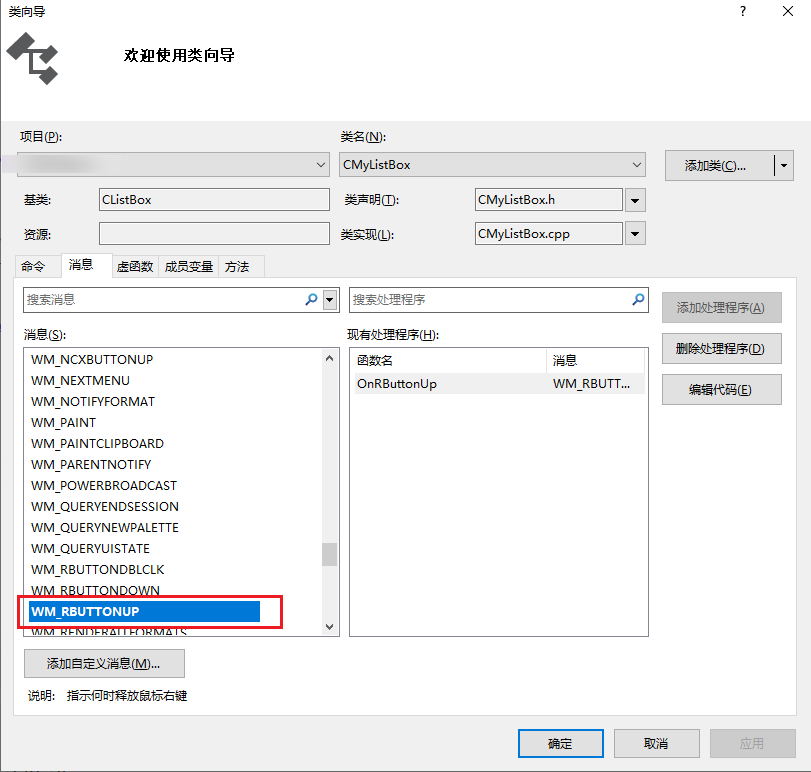 类向导
?
欢迎使用类向导
项目(P):
类名(N):
CMyListBox
添加类(C)...
基类:
CListBox
类声明(T):
CMyListBox.h
资源:
类实现(L):
CMyListBox.cpp
命令 消息 虚函数 成员变量 方法
搜索消息
搜索处理程序
添加处理程序(A)
消息(S):
现有处理程序(H):
删除处理程序(D)
编辑代码(E)
WM_NCXBUTTONUP
WM_NEXTMENU
WM_NOTIFYFORMAT
WM_PAINT
WM_PAINTCLIPBOARD
WM_PARENTNOTIFY
WM_POWERBROADCAST
WM_QUERYENDSESSION
WM_QUERYNEWPALETTE
WM_QUERYUISTATE
WM_RBUTTONDBLCLK
WM_RBUTTONDOWN
WM_RBUTTONUP
WM_RENDERALLFORMATS
函数名 消息
OnRButtonUp WM_RBUTT...
添加自定义消息(M)...
说明: 指示何时释放鼠标右键
确定 取消 应用